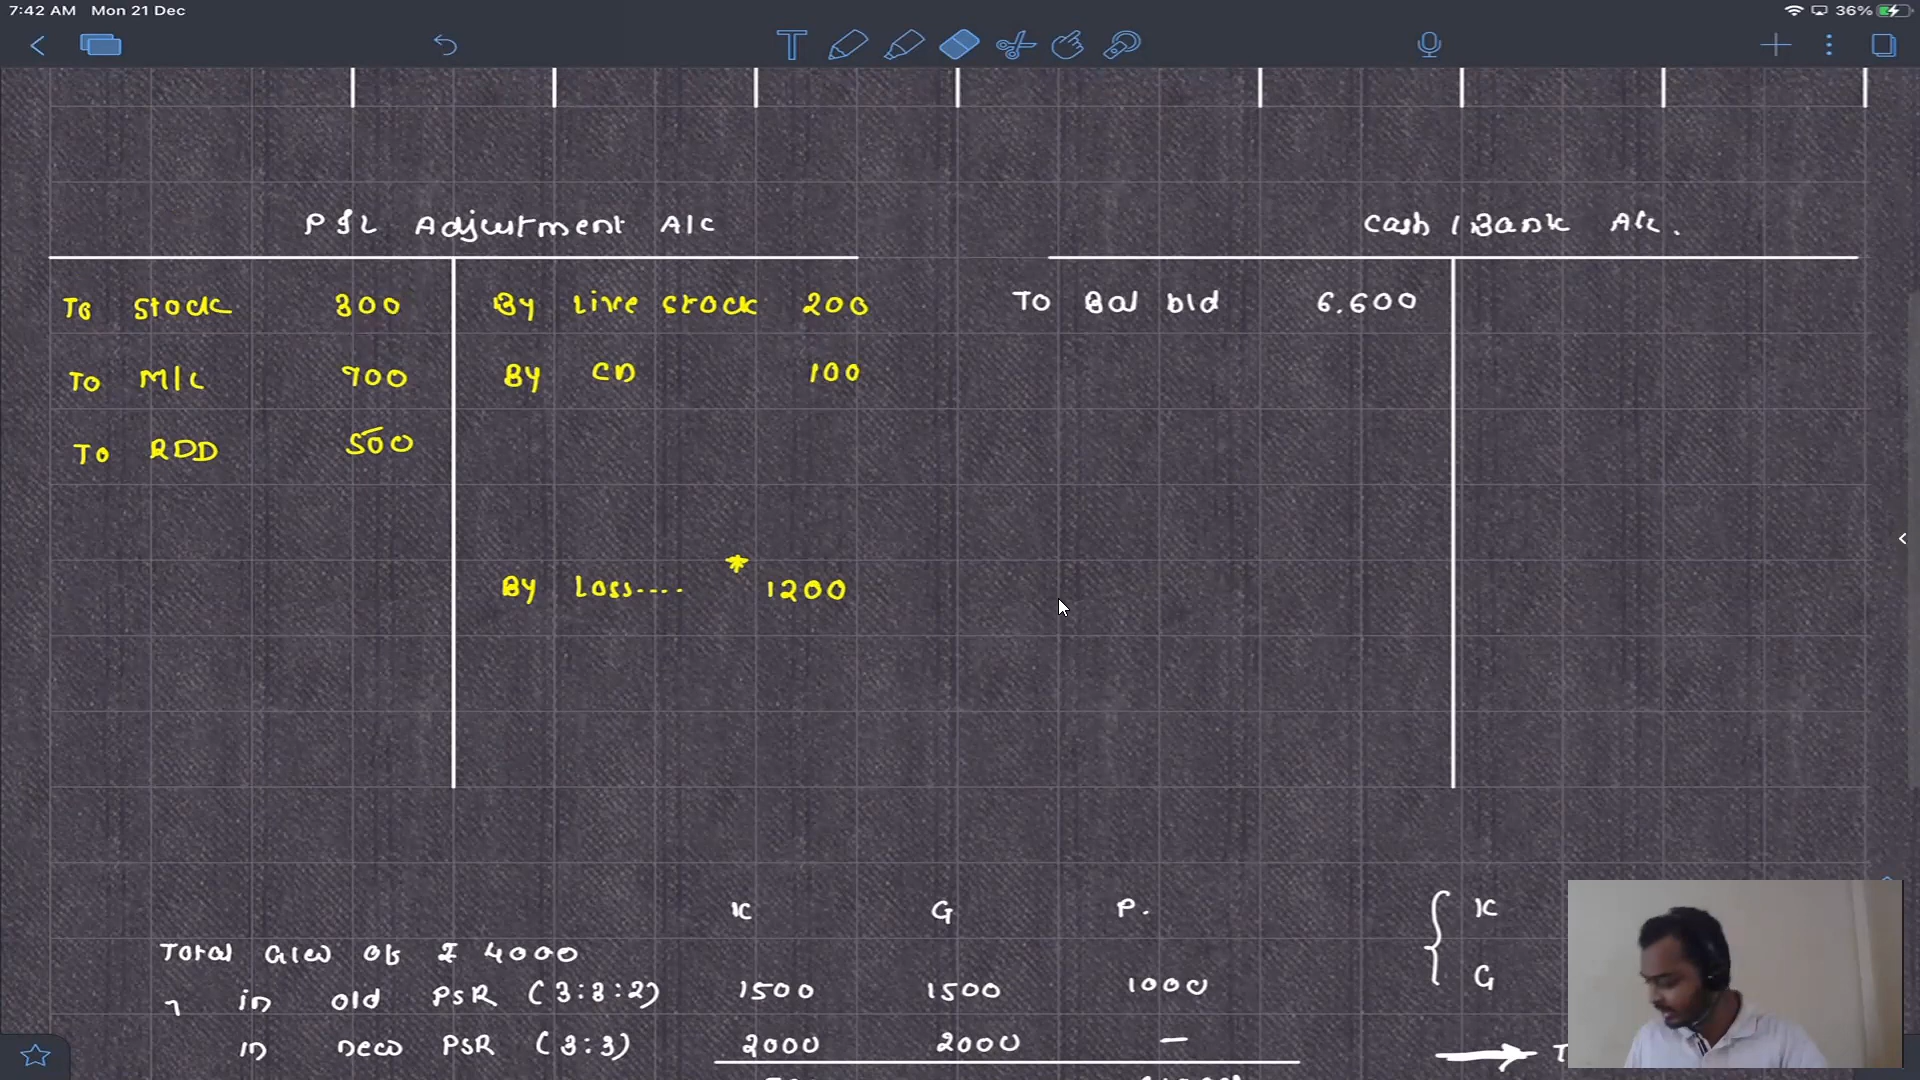 7:42 AM Mon 21 Dec
36%
P & L Adjustment A/c
To Stock 300 By Live stock 200
To M/c 700 By CD 100
To RDD 500
By Loss.... * 1200
Cash / Bank A/c.
To Bal b/d 6.600
K G P.
Total G/w of ₹ 4000
" in old PSR (3:3:2) 1500 1500 1000
in new PSR (3:3) 2000 2000 —
K
G